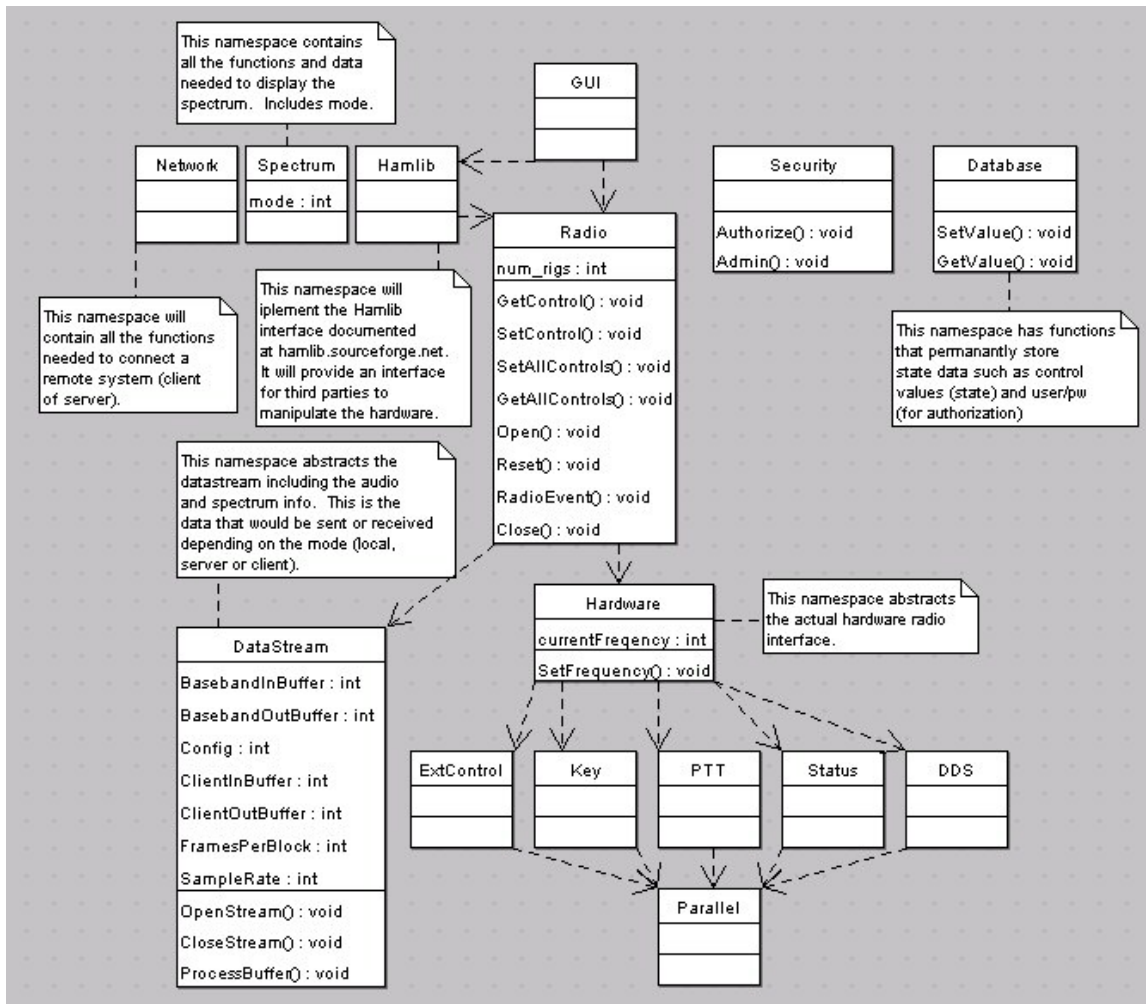 This namespace contains
all the functions and data
needed to display the
spectrum. Includes mode.
GUI
Network
Spectrum
mode : int
Hamlib
Security
Authorize() : void
Admin() : void
Database
SetValue() : void
GetValue() : void
Radio
num_rigs : int
GetControl() : void
SetControl() : void
SetAllControls() : void
GetAllControls() : void
Open() : void
Reset() : void
RadioEvent() : void
Close() : void
This namespace will
contain all the functions
needed to connect a
remote system (client
of server).
This namespace will
iplement the Hamlib
interface documented
at hamlib.sourceforge.net.
It will provide an interface
for third parties to
manipulate the hardware.
This namespace has functions
that permanantly store
state data such as control
values (state) and user/pw
(for authorization)
This namespace abstracts the
datastream including the audio
and spectrum info. This is the
data that would be sent or received
depending on the mode (local,
server or client).
Hardware
currentFreqency : int
SetFrequency() : void
This namespace abstracts
the actual hardware radio
interface.
DataStream
BasebandInBuffer : int
BasebandOutBuffer : int
Config : int
ClientInBuffer : int
ClientOutBuffer : int
FramesPerBlock : int
SampleRate : int
OpenStream() : void
CloseStream() : void
ProcessBuffer() : void
ExtControl
Key
PTT
Status
DDS
Parallel